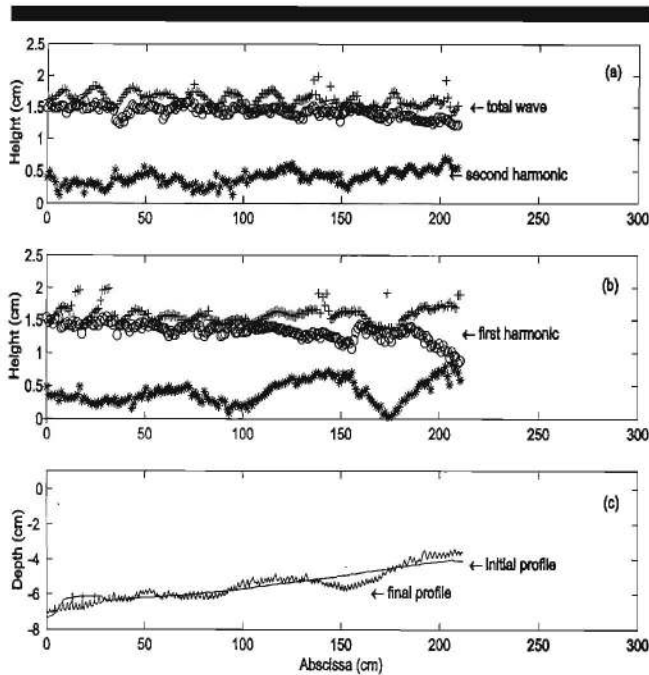 2.5
2
1.5
1
0.5
0
Height (cm)
(a)
← total wave
← second harmonic
0 50 100 150 200 250 300
2.5
2
1.5
1
0.5
0
Height (cm)
(b)
← first harmonic
0 50 100 150 200 250 300
0
-2
-4
-6
-8
Depth (cm)
(c)
← initial profile
← final profile
0 50 100 150 200 250 300
Abscissa (cm)